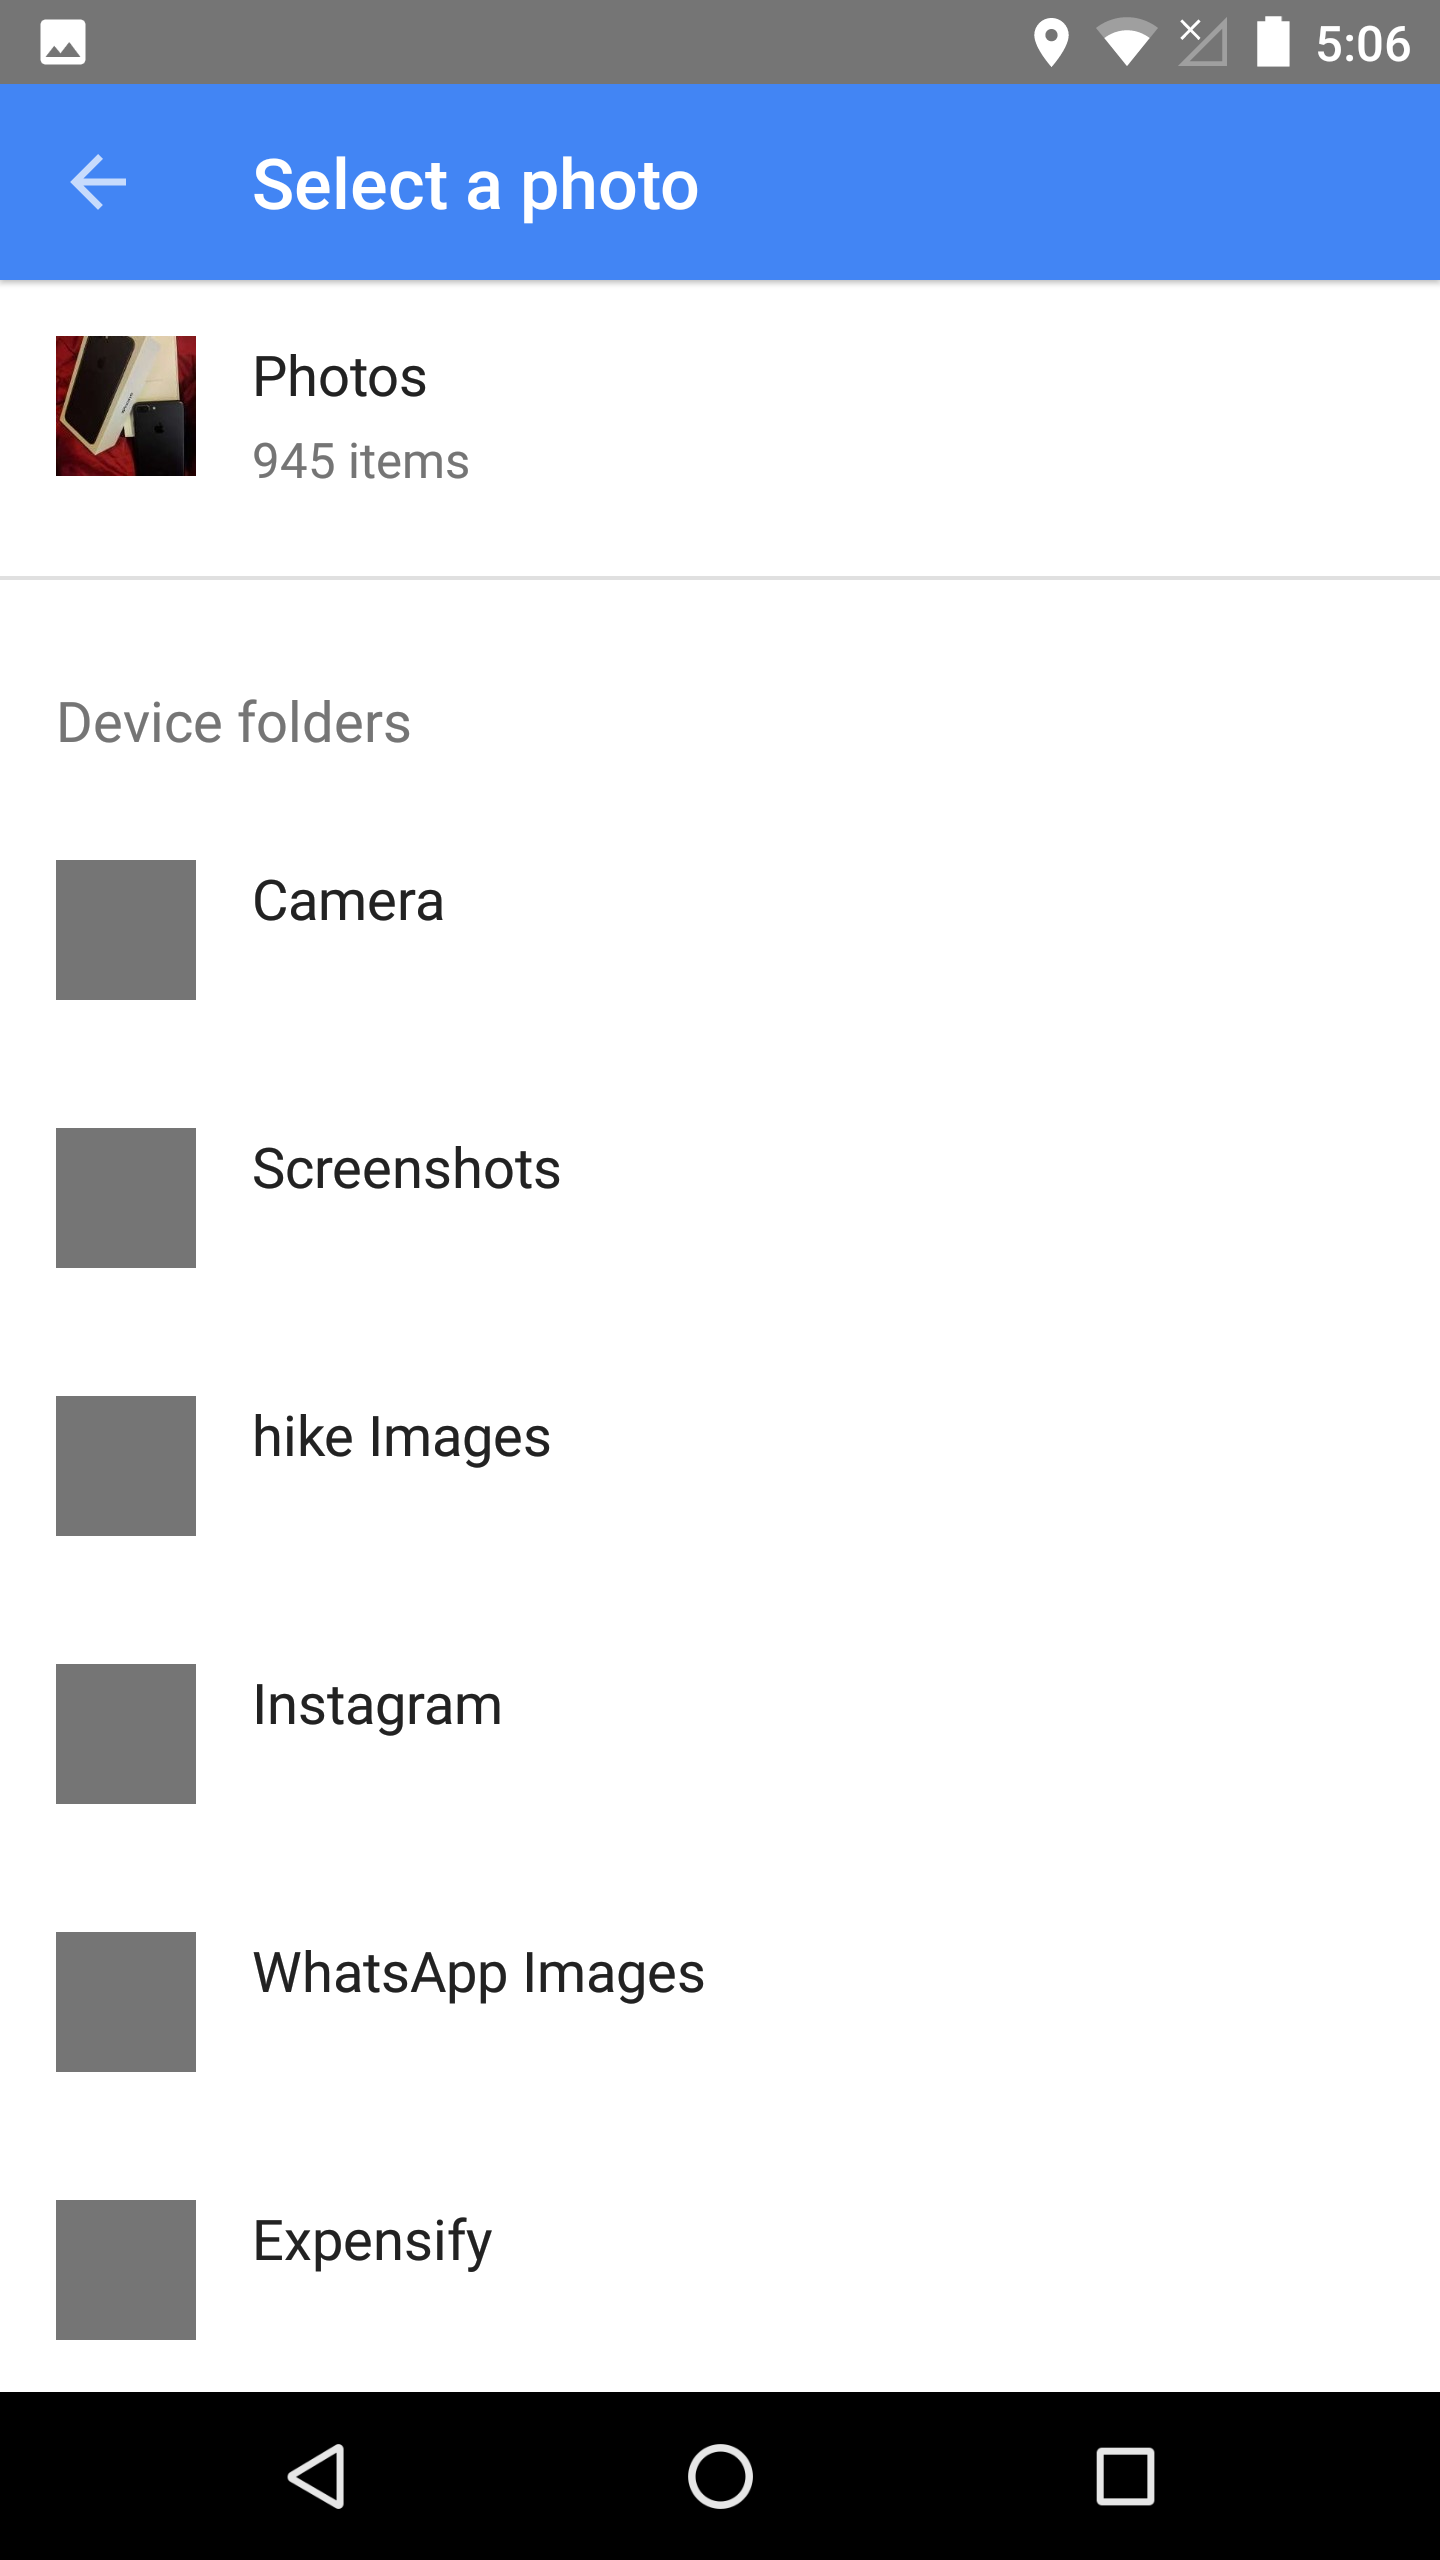 5:06
Select a photo
Photos
945 items
Device folders
Camera
Screenshots
hike Images
Instagram
WhatsApp Images
Expensify